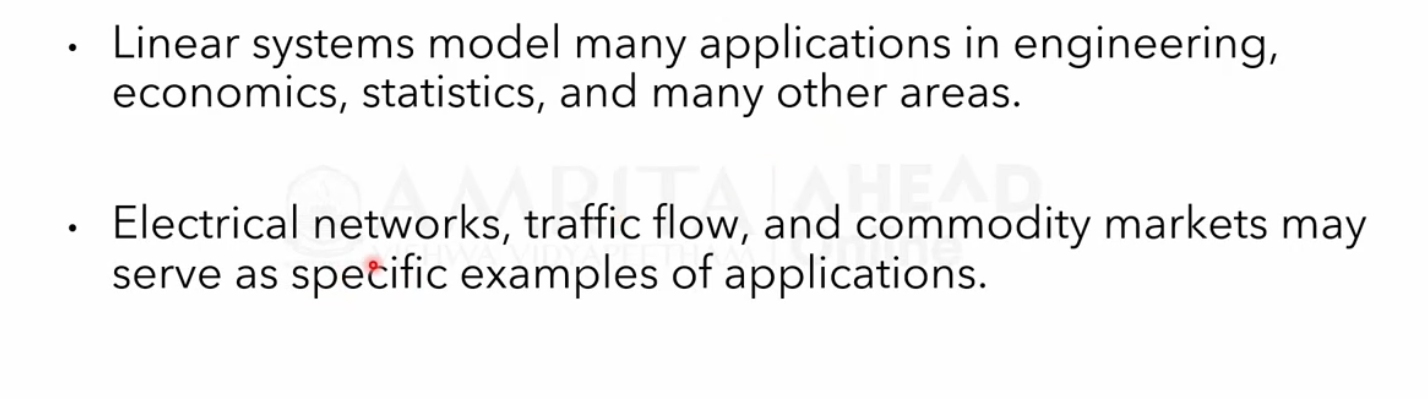 • Linear systems model many applications in engineering,
economics, statistics, and many other areas.
AMRITA | AHEAD
VISHWA VIDYAPEETHAM | Online
• Electrical networks, traffic flow, and commodity markets may
serve as specific examples of applications.